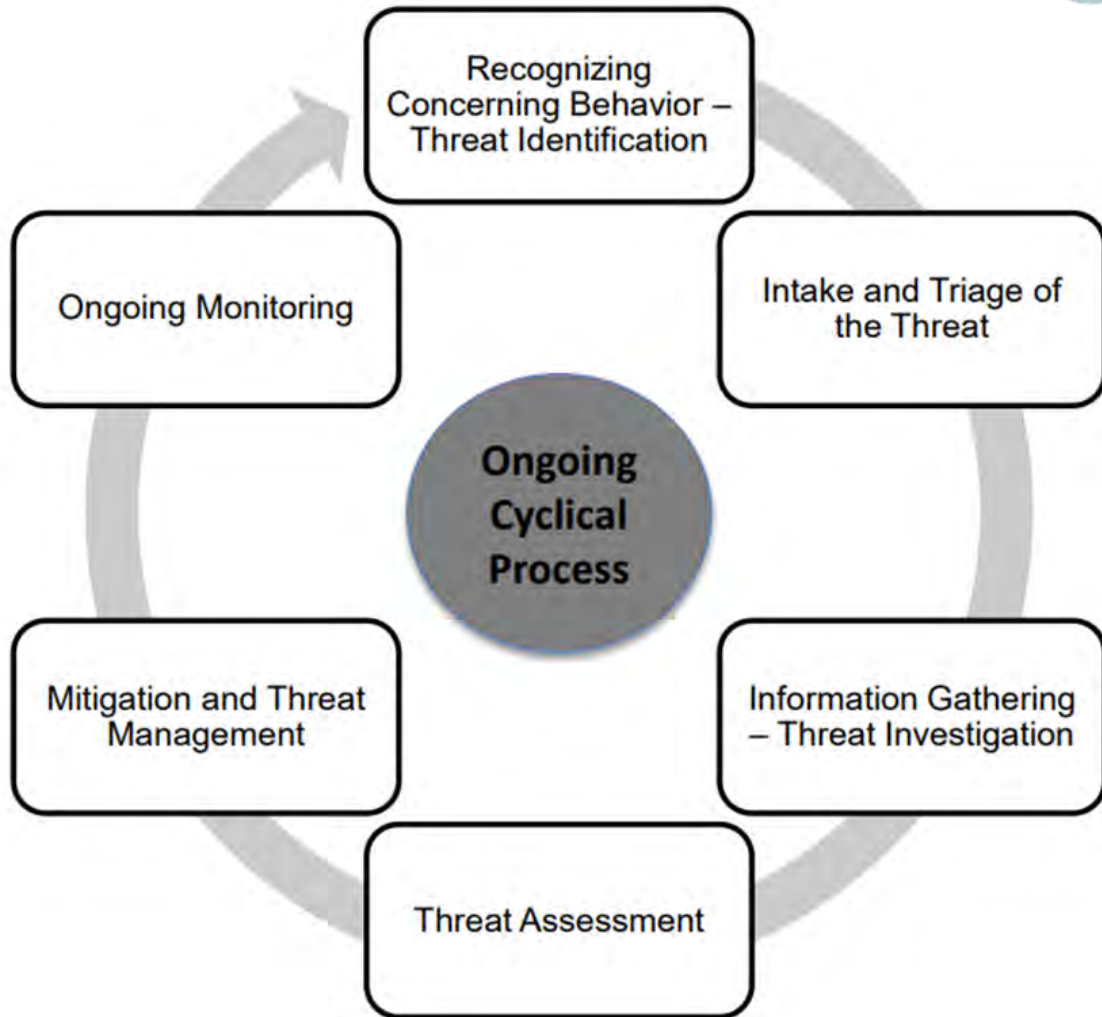 Recognizing
Concerning Behavior –
Threat Identification
Intake and Triage of
the Threat
Information Gathering
– Threat Investigation
Threat Assessment
Mitigation and Threat
Management
Ongoing Monitoring
Ongoing
Cyclical
Process